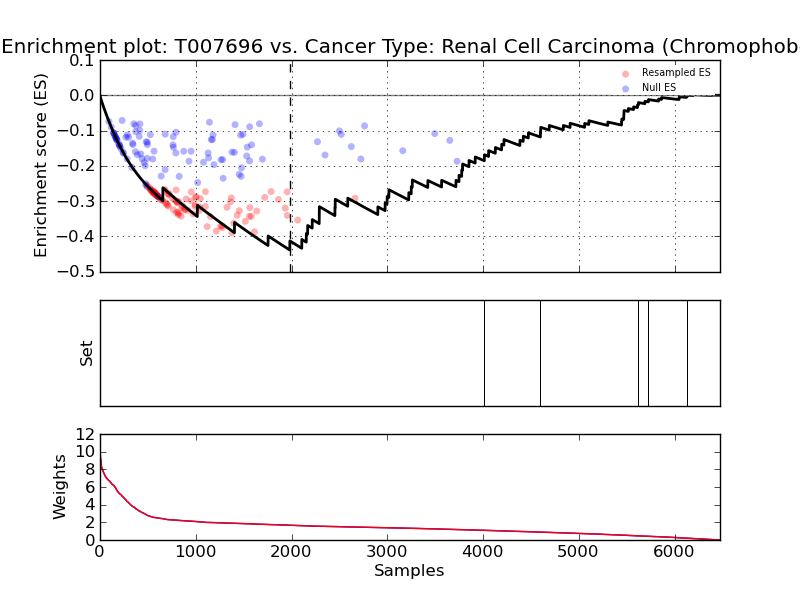 Enrichment plot: T007696 vs. Cancer Type: Renal Cell Carcinoma (Chromophob
Enrichment score (ES)
0.1
0.0
−0.1
−0.2
−0.3
−0.4
−0.5
Resampled ES
Null ES
Set
Weights
12
10
8
6
4
2
0
0 1000 2000 3000 4000 5000 6000
Samples